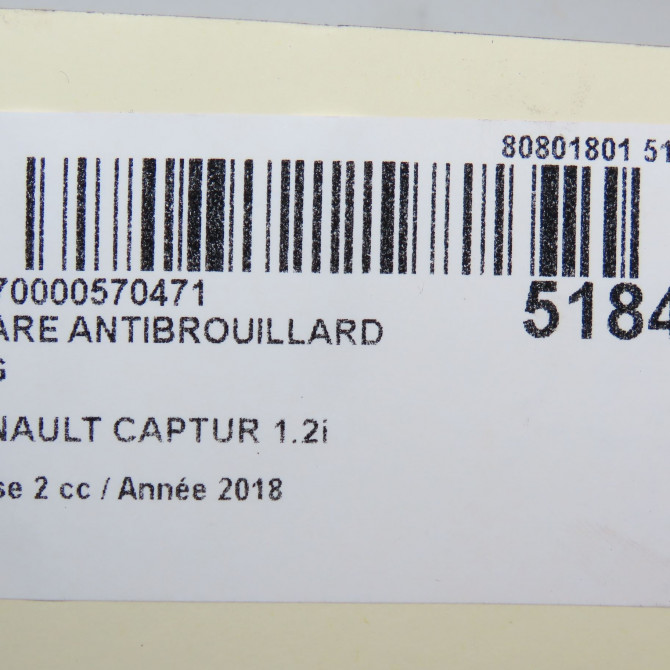 80801801 51
70000570471
5184
ARE ANTIBROUILLARD
G
NAULT CAPTUR 1.2i
se 2 cc / Année 2018